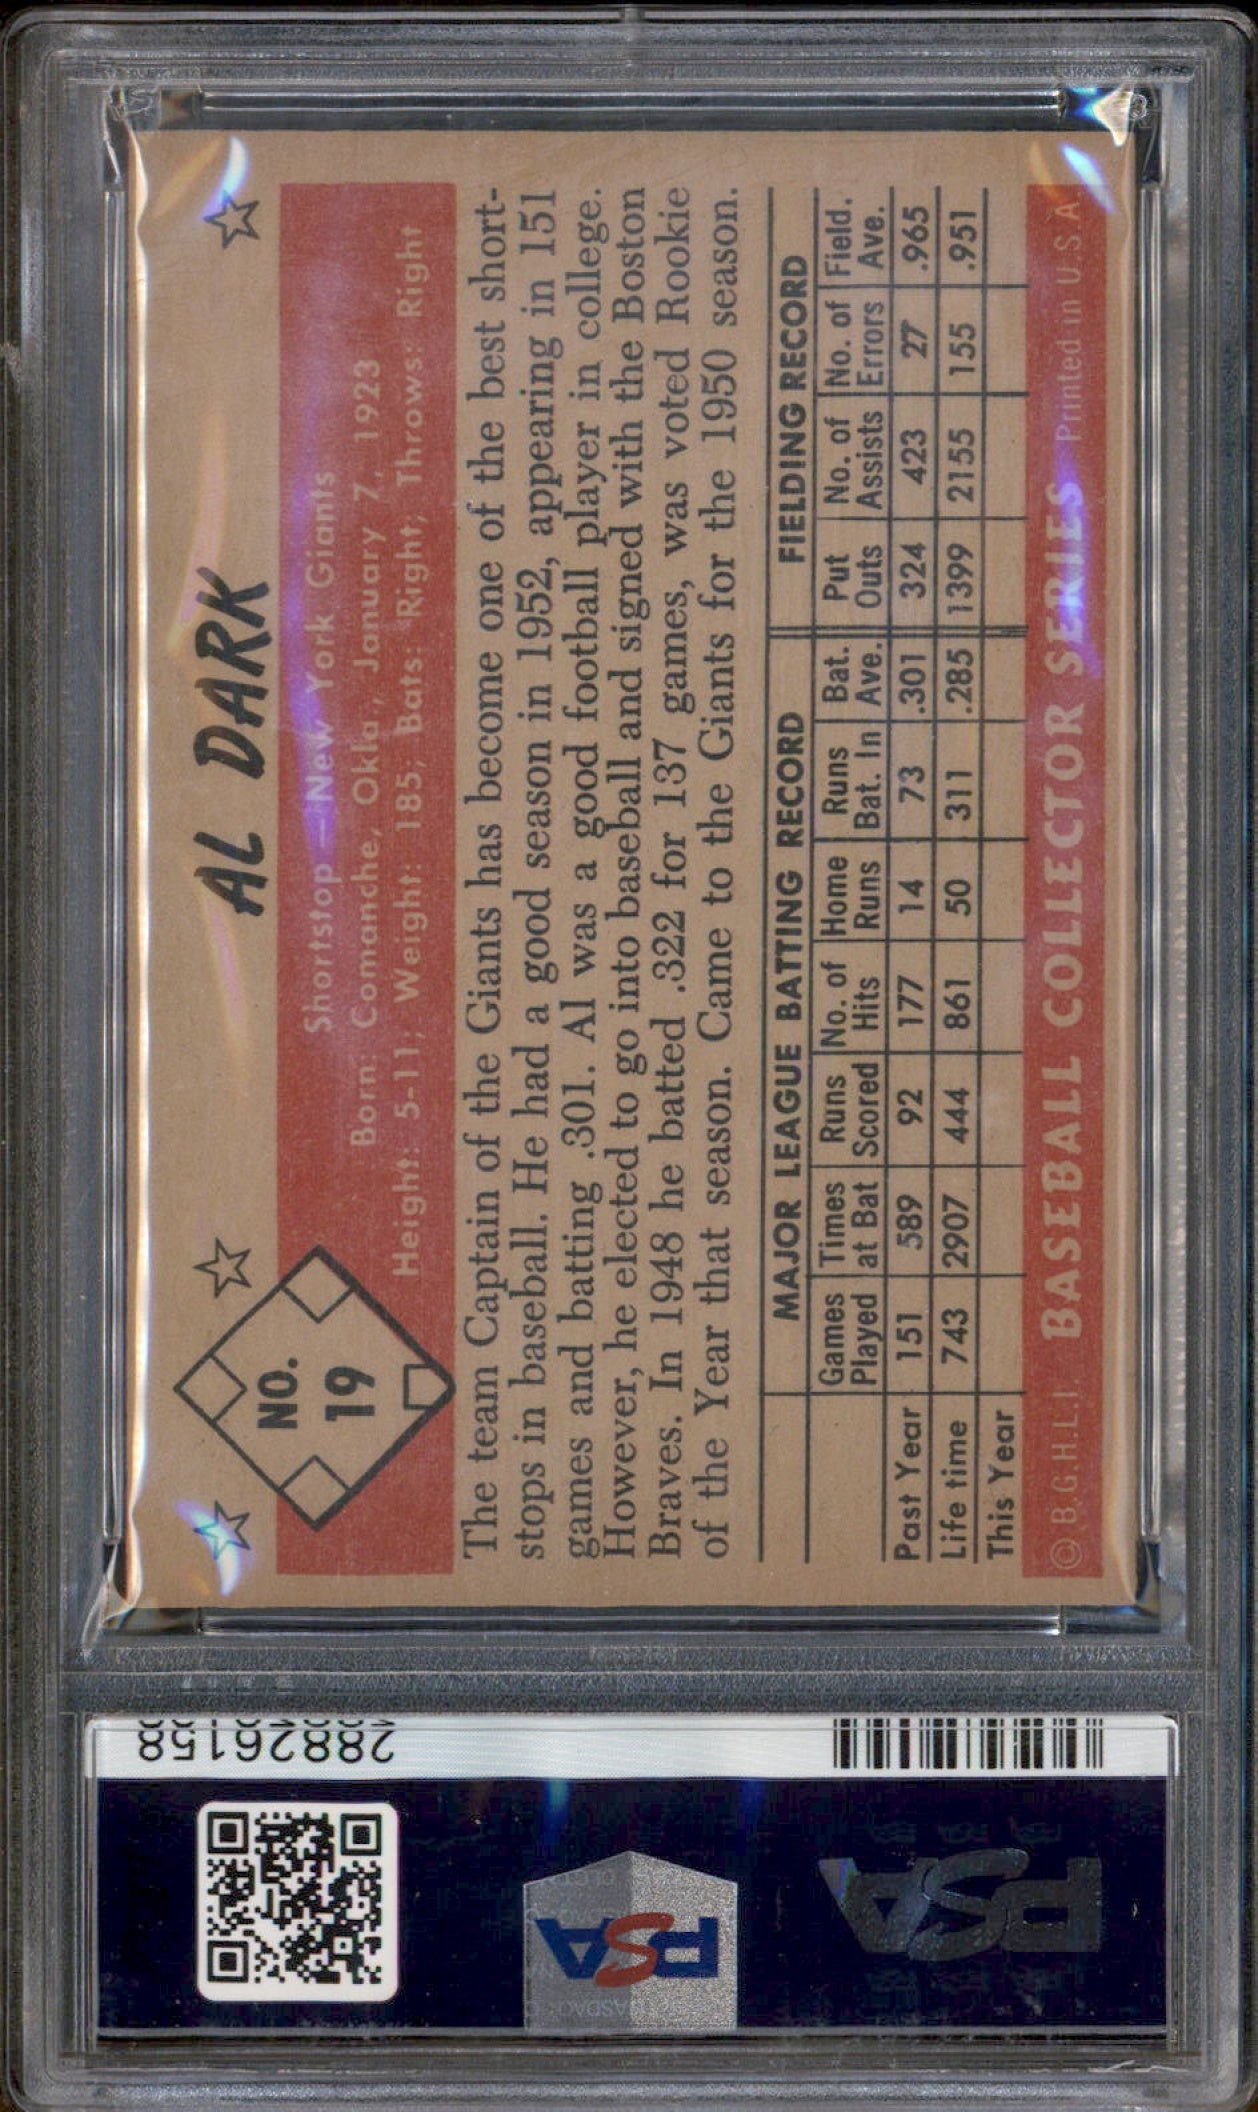 NO.
19
AL DARK
Shortstop—New York Giants
Born: Comanche, Okla., January 7, 1923
Height: 5-11; Weight: 185; Bats: Right; Throws: Right
The team Captain of the Giants has become one of the best short-
stops in baseball. He had a good season in 1952, appearing in 151
games and batting .301. Al was a good football player in college.
However, he elected to go into baseball and signed with the Boston
Braves. In 1948 he batted .322 for 137 games, was voted Rookie
of the Year that season. Came to the Giants for the 1950 season.
MAJOR LEAGUE BATTING RECORD FIELDING RECORD
Games Times Runs No. of Home Runs Bat. Put No. of No. of Field.
Played at Bat Scored Hits Runs Bat. In Ave. Outs Assists Errors Ave.
Past Year 151 589 92 177 14 73 .301 324 423 27 .965
Life time 743 2907 444 861 50 311 .285 1399 2155 155 .951
This Year
© B.G.H.L.I. BASEBALL COLLECTOR SERIES Printed in U.S.A.
28826158
PSA
PSA